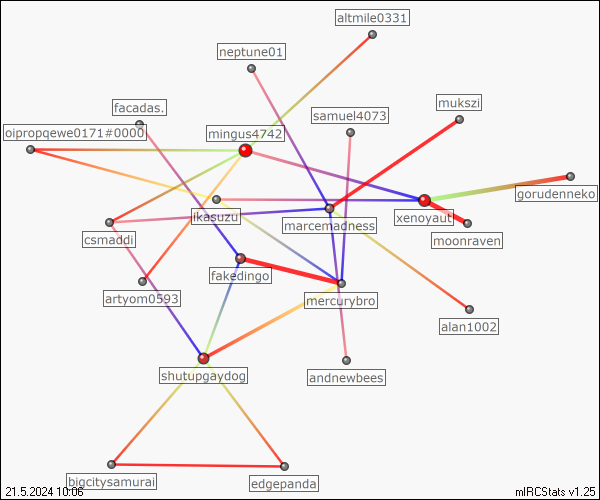 altmile0331
neptune01
facadas.
samuel4073
mukszi
oipropqewe0171#0000
mingus4742
gorudenneko
ikasuzu
marcemadness
xenoyaut
moonraven
csmaddi
fakedingo
artyom0593
mercurybro
alan1002
shutupgaydog
andnewbees
bigcitysamurai
edgepanda
21.5.2024 10:06
mIRCStats v1.25